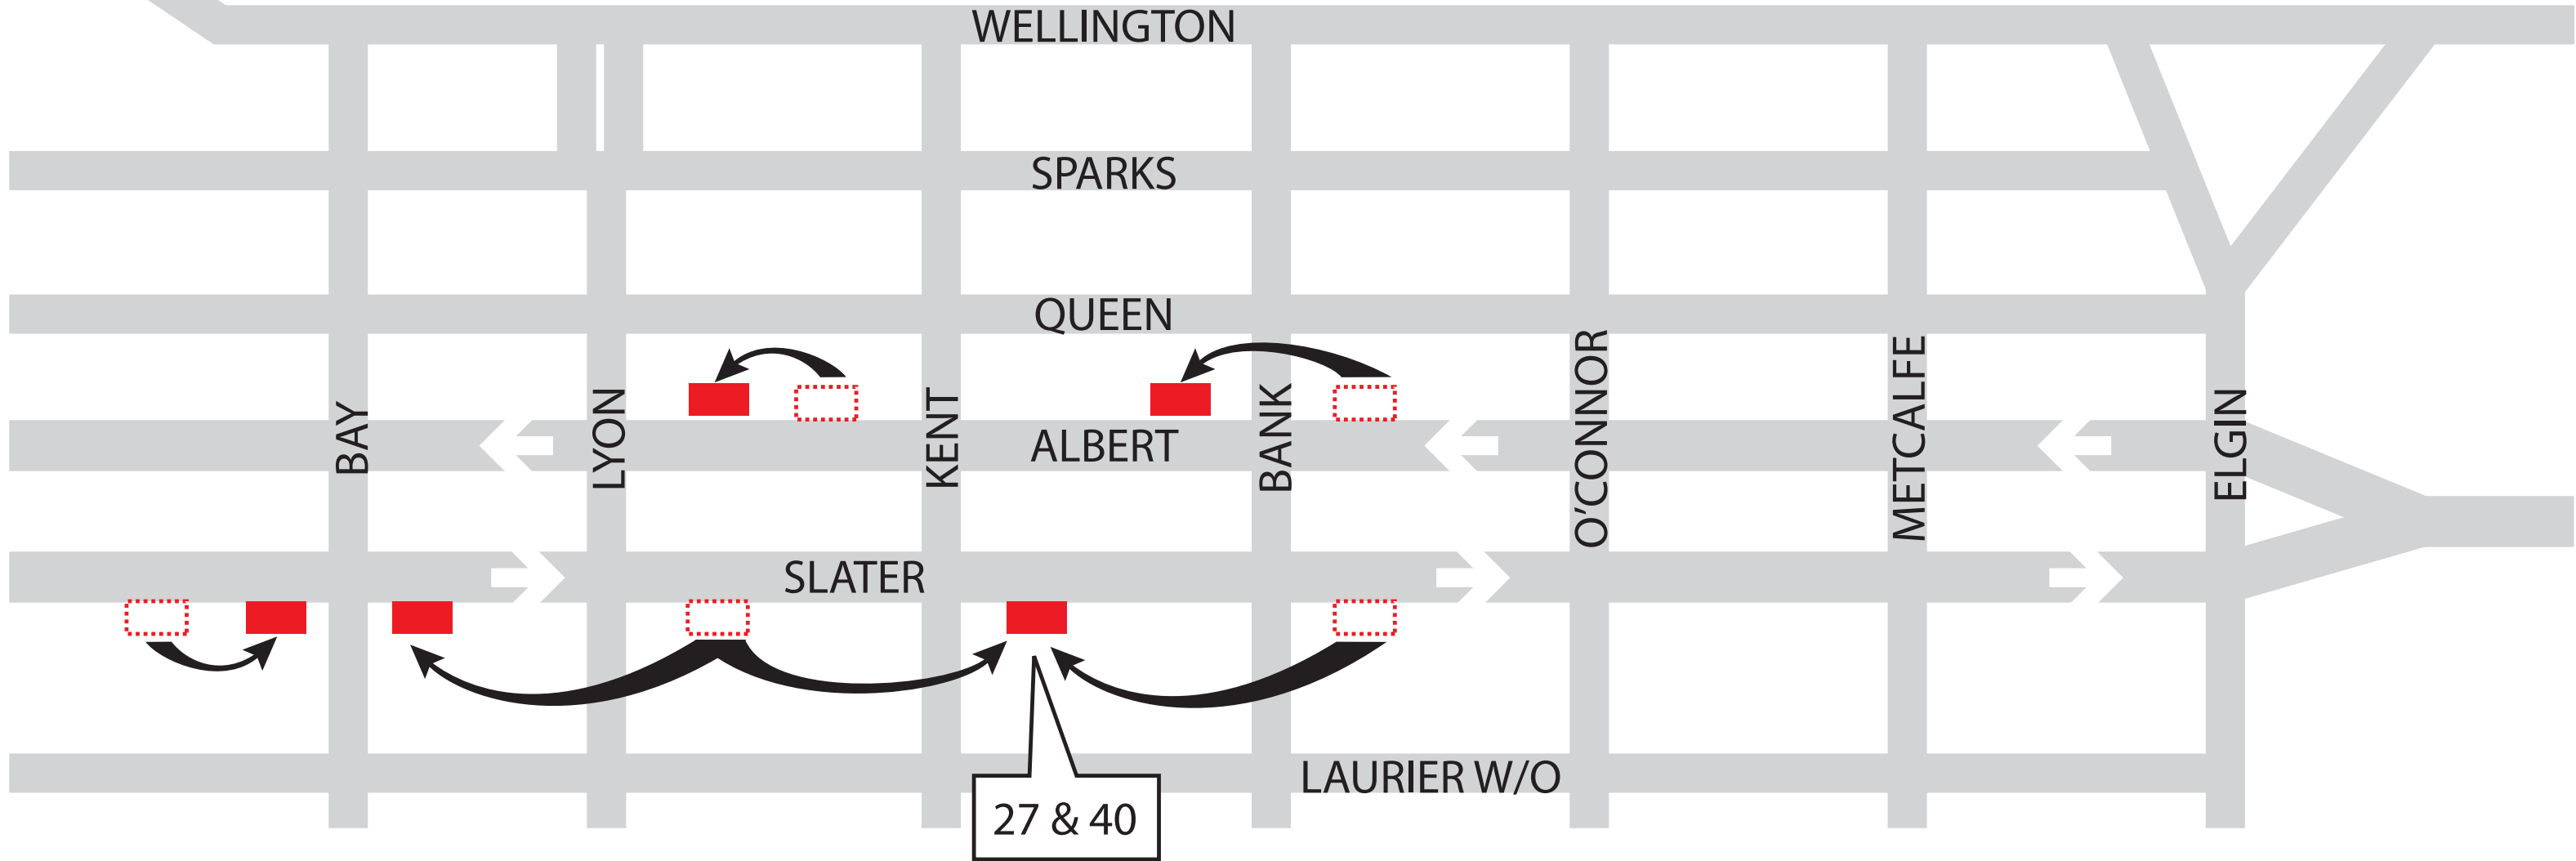 WELLINGTON
SPARKS
QUEEN
BAY
LYON
KENT
ALBERT
BANK
O'CONNOR
METCALFE
ELGIN
SLATER
LAURIER W/O
27 & 40